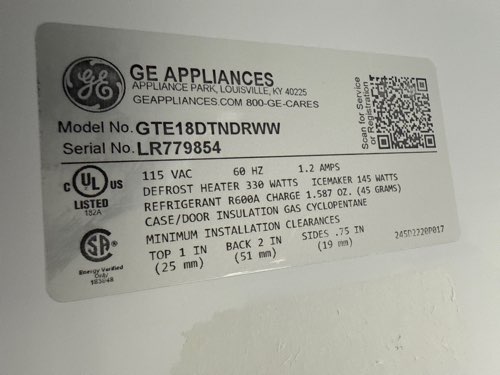 GE APPLIANCES
APPLIANCE PARK, LOUISVILLE, KY 40225
GEAPPLIANCES.COM 800-GE-CARES
Scan for Service
or Registration
Model No. GTE18DTNDRWW
Serial No. LR779854
115 VAC 60 HZ 1.2 AMPS
DEFROST HEATER 330 WATTS ICEMAKER 145 WATTS
REFRIGERANT R600A CHARGE 1.587 OZ. (45 GRAMS)
CASE/DOOR INSULATION GAS CYCLOPENTANE
MINIMUM INSTALLATION CLEARANCES
TOP 1 IN BACK 2 IN SIDES .75 IN
(25 mm) (51 mm) (19 mm)
C UL US
LISTED
182A
SA
Energy Verified
Only
245D2220P017